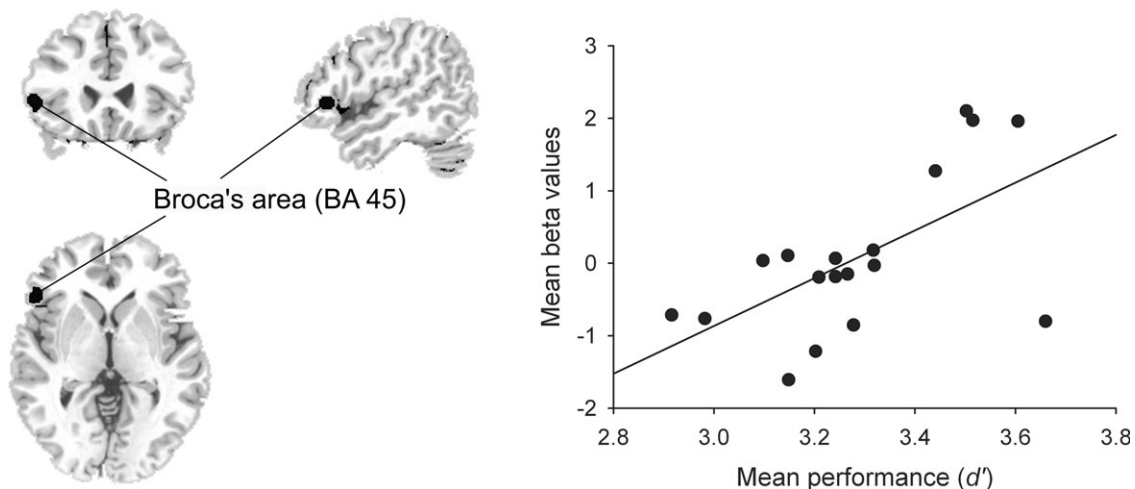 Broca's area (BA 45)
Mean beta values
3
2
1
0
-1
-2
2.8 3.0 3.2 3.4 3.6 3.8
Mean performance (d')